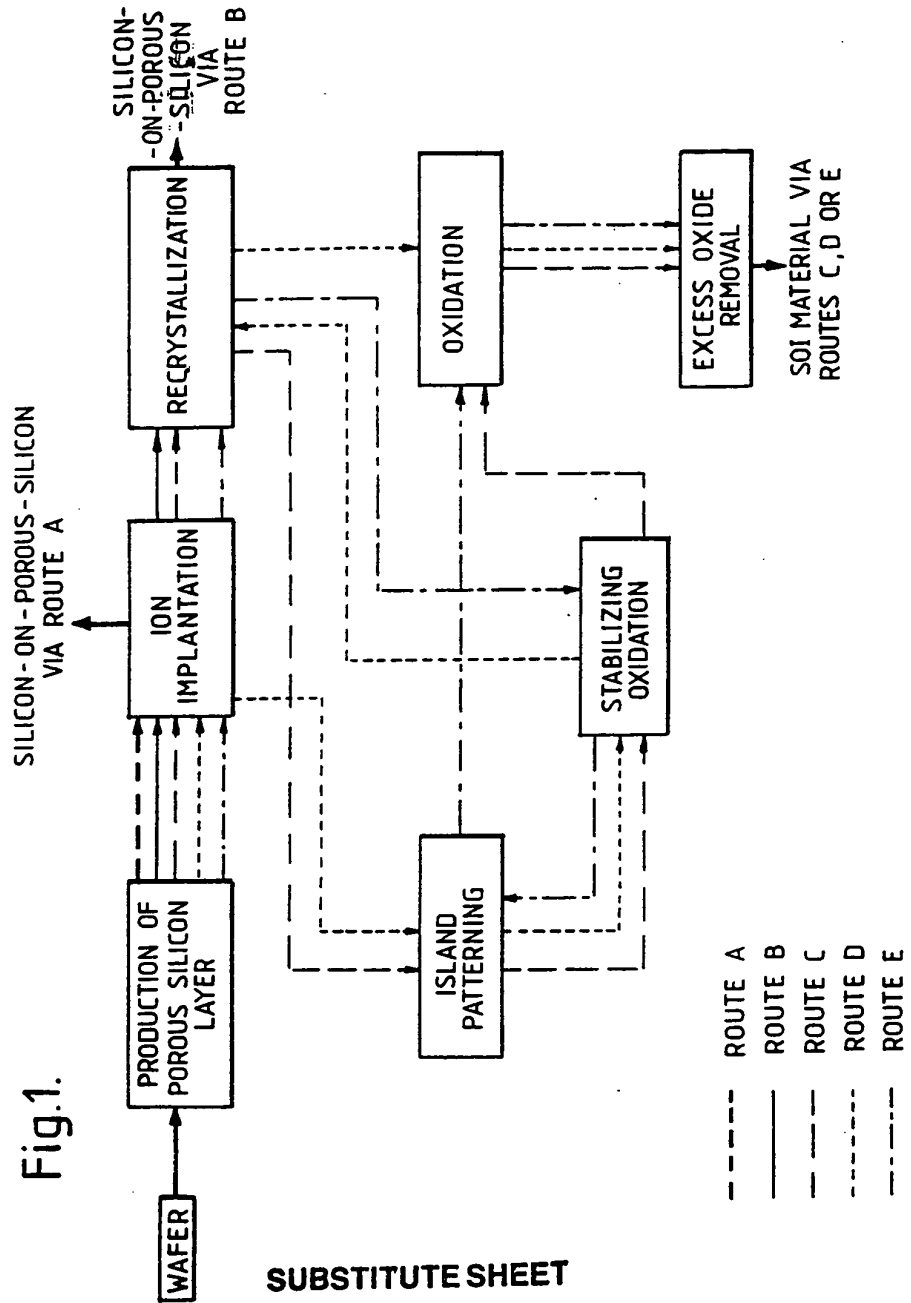 Fig.1.
WAFER
PRODUCTION OF
POROUS SILICON
LAYER
ION
IMPLANTATION
SILICON-ON-POROUS-SILICON
VIA ROUTE A
RECRYSTALLIZATION
SILICON-
-ON-POROUS
-SILICON
VIA
ROUTE B
ISLAND
PATTERNING
STABILIZING
OXIDATION
OXIDATION
EXCESS OXIDE
REMOVAL
SOI MATERIAL VIA
ROUTES C, D OR E
ROUTE A
ROUTE B
ROUTE C
ROUTE D
ROUTE E
SUBSTITUTE SHEET